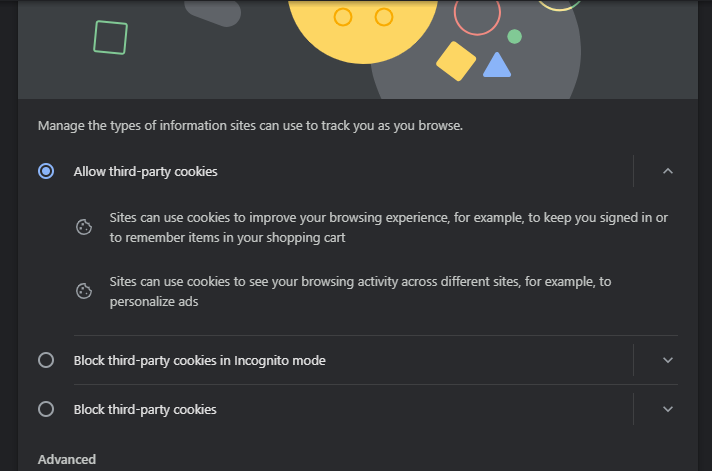 Manage the types of information sites can use to track you as you browse.
Allow third-party cookies
Sites can use cookies to improve your browsing experience, for example, to keep you signed in or
to remember items in your shopping cart
Sites can use cookies to see your browsing activity across different sites, for example, to
personalize ads
Block third-party cookies in Incognito mode
Block third-party cookies
Advanced